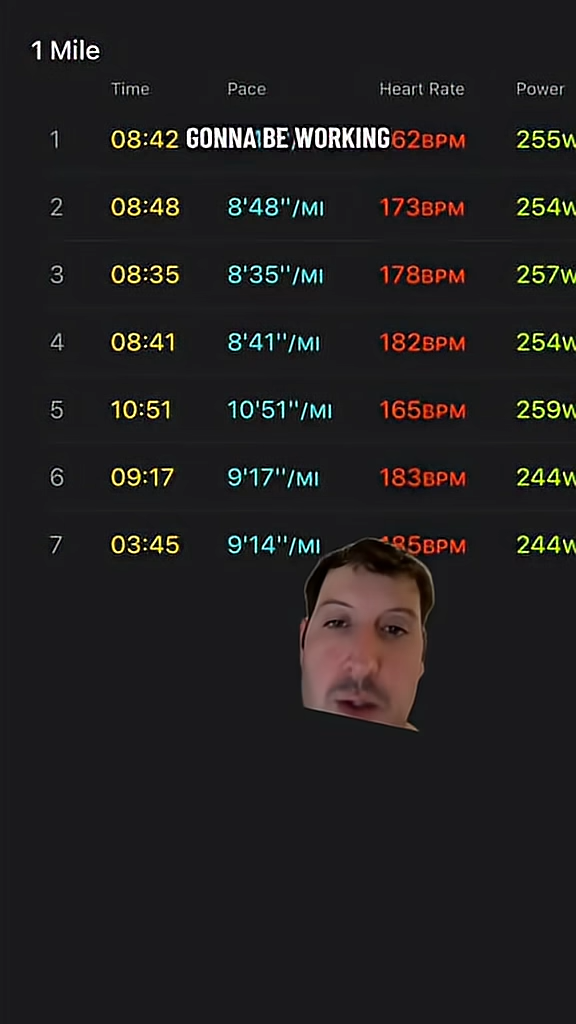 1 Mile
Time Pace Heart Rate Power
1 08:42 GONNA BE WORKING 62BPM 255W
2 08:48 8'48"/MI 173BPM 254W
3 08:35 8'35"/MI 178BPM 257W
4 08:41 8'41"/MI 182BPM 254W
5 10:51 10'51"/MI 165BPM 259W
6 09:17 9'17"/MI 183BPM 244W
7 03:45 9'14"/MI 185BPM 244W